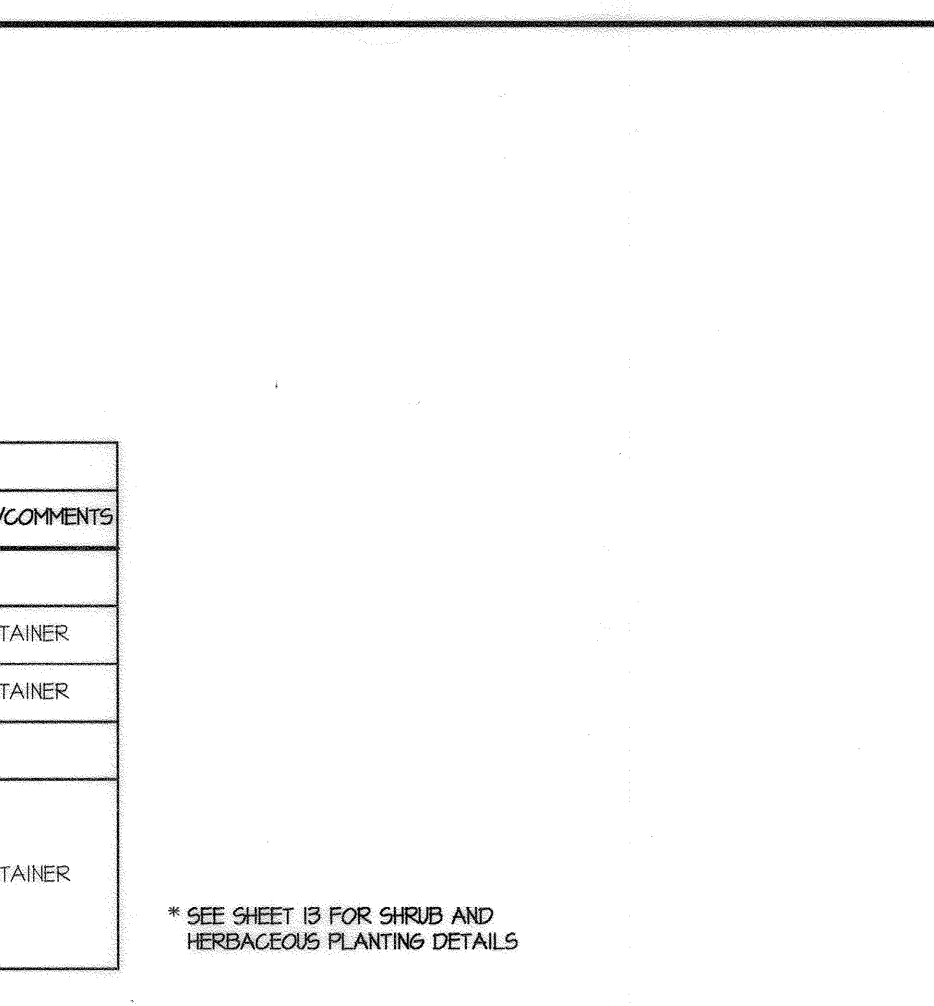 /COMMENTS
TAINER
TAINER
TAINER
* SEE SHEET 13 FOR SHRUB AND
HERBACEOUS PLANTING DETAILS